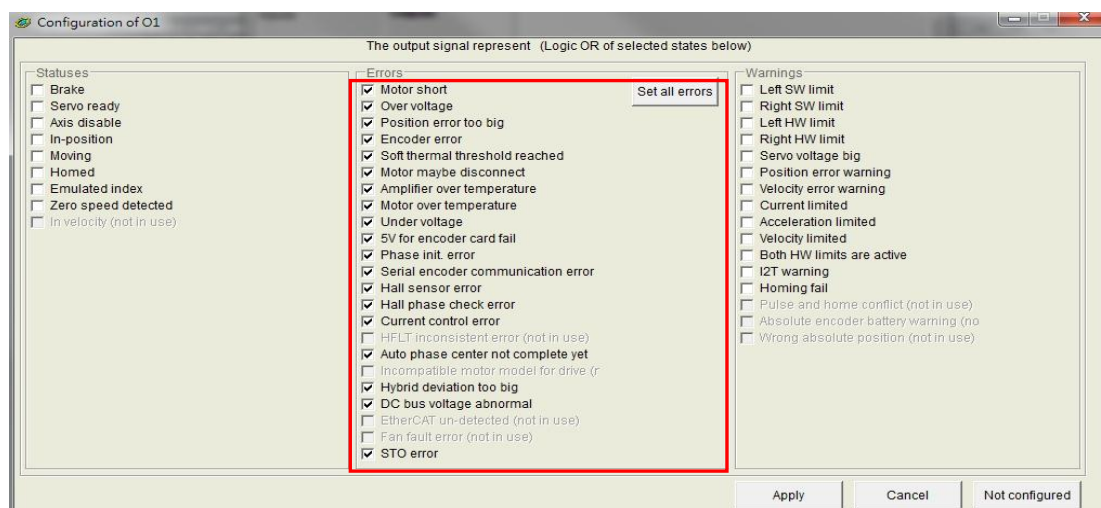 Configuration of O1
The output signal represent (Logic OR of selected states below)
Statuses
Brake
Servo ready
Axis disable
In-position
Moving
Homed
Emulated index
Zero speed detected
In velocity (not in use)
Errors
Set all errors
Motor short
Over voltage
Position error too big
Encoder error
Soft thermal threshold reached
Motor maybe disconnect
Amplifier over temperature
Motor over temperature
Under voltage
5V for encoder card fail
Phase init. error
Serial encoder communication error
Hall sensor error
Hall phase check error
Current control error
HFLT inconsistent error (not in use)
Auto phase center not complete yet
Incompatible motor model for drive (r
Hybrid deviation too big
DC bus voltage abnormal
EtherCAT un-detected (not in use)
Fan fault error (not in use)
STO error
Warnings
Left SW limit
Right SW limit
Left HW limit
Right HW limit
Servo voltage big
Position error warning
Velocity error warning
Current limited
Acceleration limited
Velocity limited
Both HW limits are active
I2T warning
Homing fail
Pulse and home conflict (not in use)
Absolute encoder battery warning (no
Wrong absolute position (not in use)
Apply
Cancel
Not configured